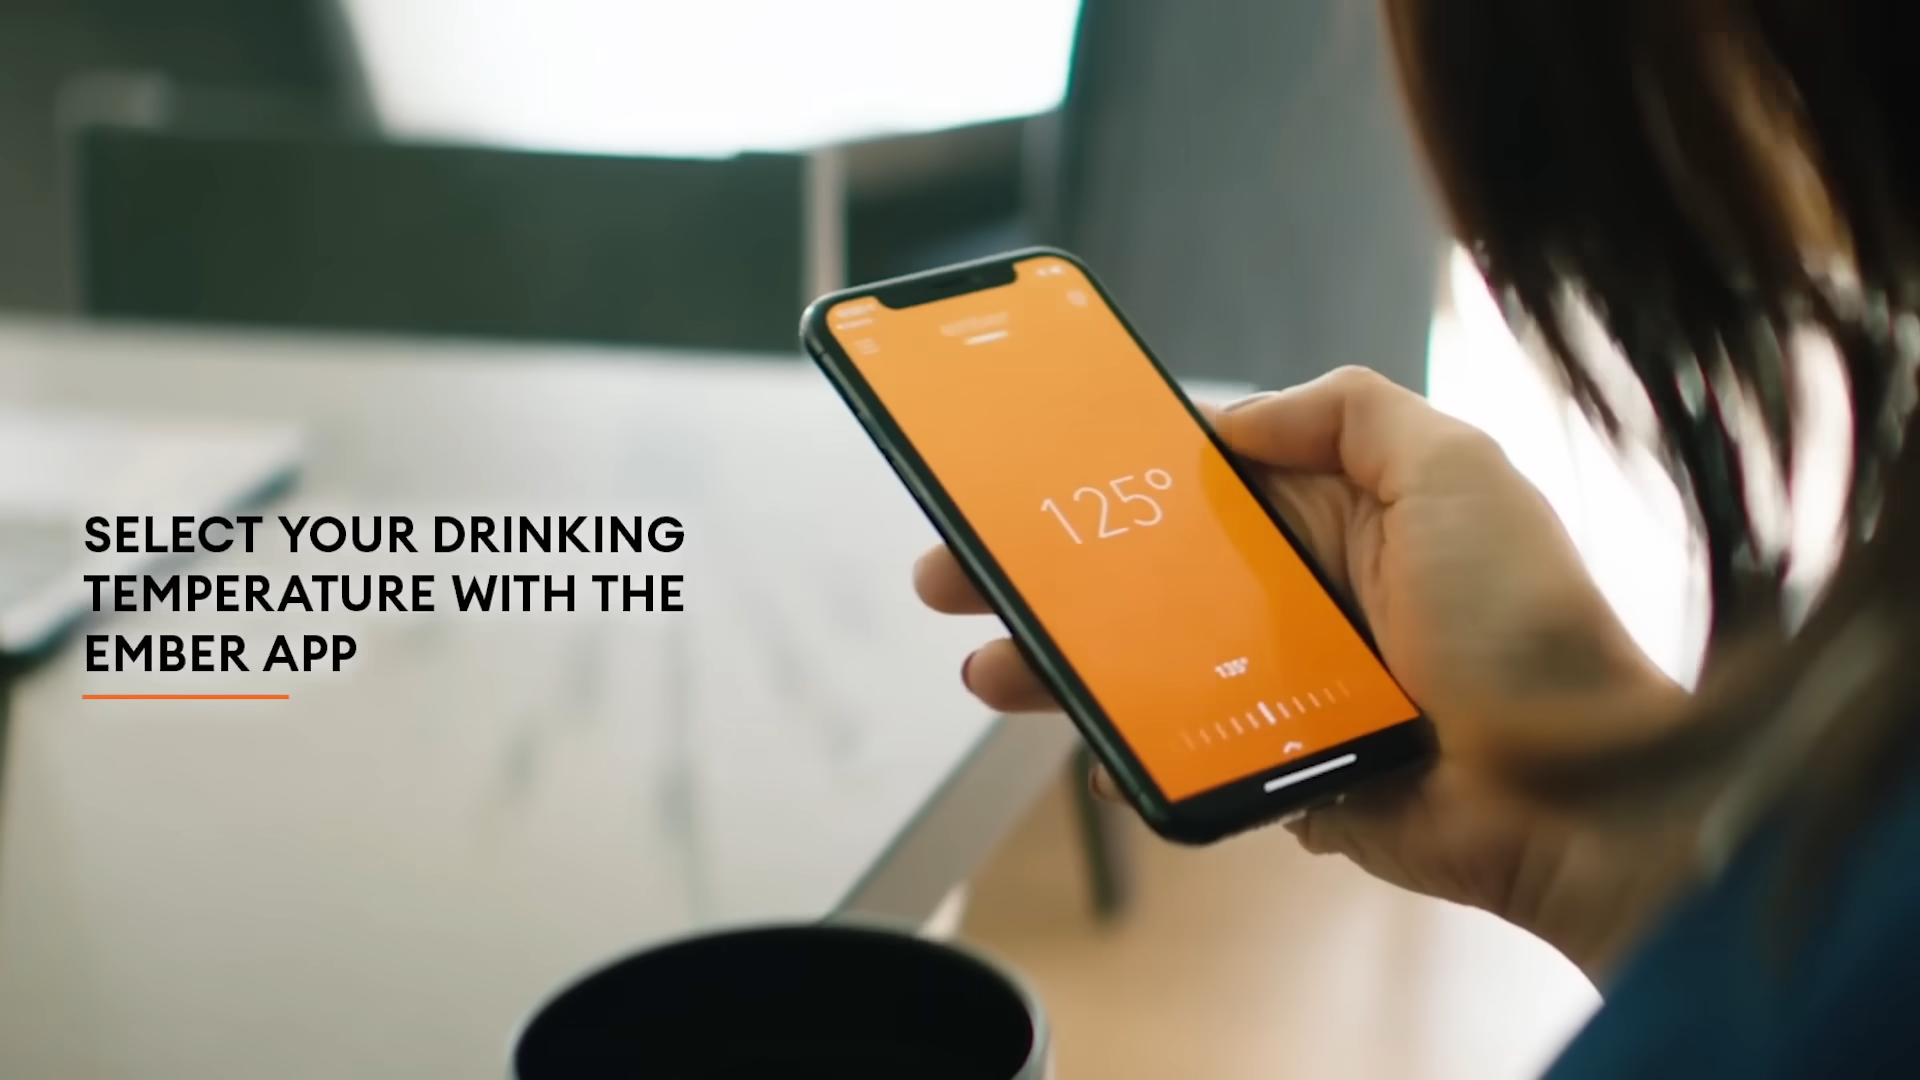 SELECT YOUR DRINKING
TEMPERATURE WITH THE
EMBER APP
125°
135°